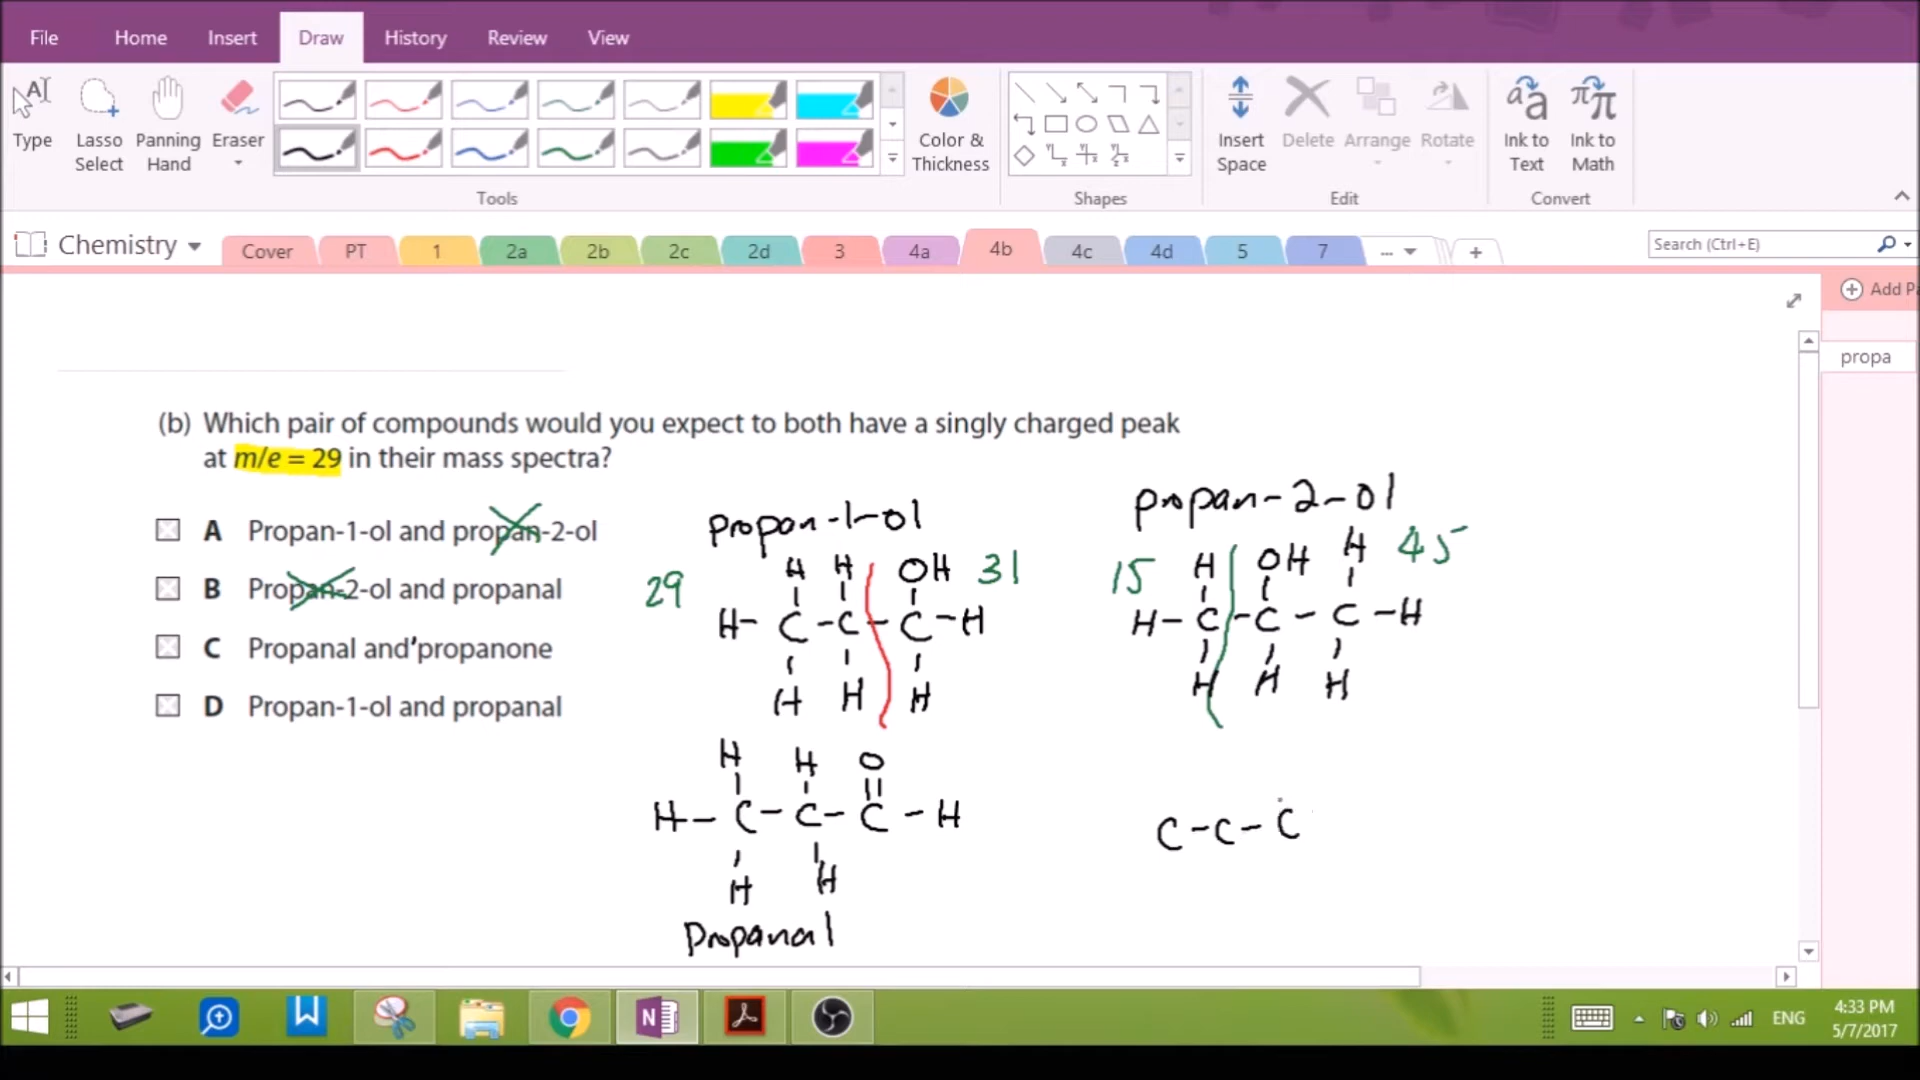 File Home Insert Draw History Review View
Type Lasso Select Panning Hand Eraser Color & Thickness Insert Space Delete Arrange Rotate Ink to Text Ink to Math
Tools Shapes Edit Convert
Chemistry Cover PT 1 2a 2b 2c 2d 3 4a 4b 4c 4d 5 7 ... + Search (Ctrl+E)
propa
(b) Which pair of compounds would you expect to both have a singly charged peak
at m/e = 29 in their mass spectra?
A Propan-1-ol and propan-2-ol
B Propan-2-ol and propanal
C Propanal and propanone
D Propan-1-ol and propanal
propan-1-ol
H H OH 31
29
H-C-C-C-H
H H H
propan-2-ol
15 H OH H 45
H-C-C-C-H
H H H
H H O
H-C-C-C-H
H H
Propanal
C-C-C
ENG
4:33 PM
5/7/2017